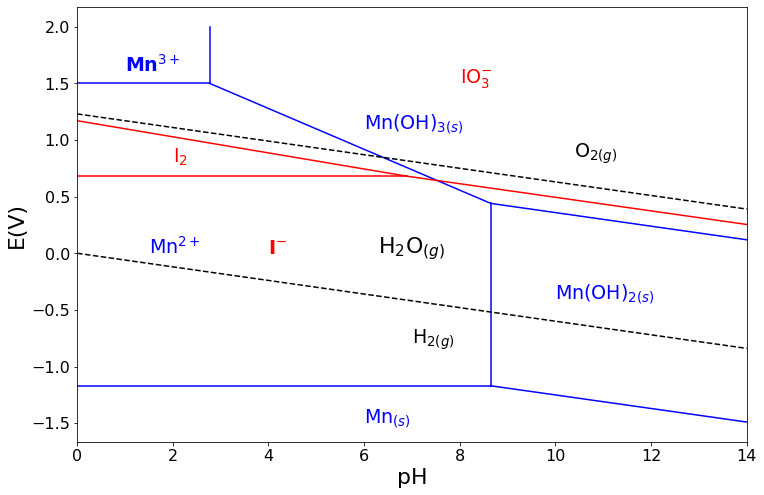 2.0
Mn³⁺
IO₃⁻
1.5
Mn(OH)₃₍ₛ₎
1.0
I₂
O₂₍g₎
0.5
E(V)
0.0
Mn²⁺
I⁻
H₂O₍g₎
Mn(OH)₂₍ₛ₎
−0.5
H₂₍g₎
−1.0
−1.5
Mn₍ₛ₎
0 2 4 6 8 10 12 14
pH